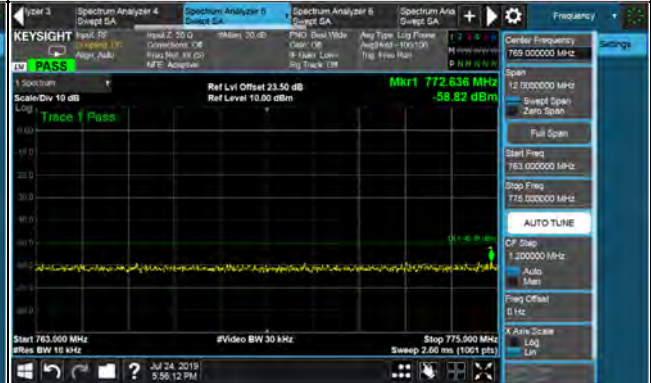 lyzer 3
Spectrum Analyzer 4
Swept SA
Spectrum Analyzer 5
Swept SA
Spectrum Analyzer 6
Swept SA
Spectrum Ana
Swept SA
+
Frequency
Settings
KEYSIGHT
Input: RF
Align: Auto
Input Z: 50 Ω
Corrections: Off
NFE: Adaptive
#Atten: 20 dB
PNO: Best Wide
Gate: Off
IF Gain: Low
Sig Track: Off
Avg Type: Log Power
Avg|Hold: 100/100
Trig: Free Run
PASS
1 Spectrum
Scale/Div 10 dB
Log
Ref Lvl Offset 23.50 dB
Ref Level 10.00 dBm
Mkr1 772.636 MHz
-58.82 dBm
Trace 1 Pass
Start 763.000 MHz
#Res BW 10 kHz
#Video BW 30 kHz
Stop 775.000 MHz
Sweep 2.60 ms (1001 pts)
Jul 24, 2019
5:56:12 PM
?
Center Frequency
769.000000 MHz
Span
12.0000000 MHz
Swept Span
Zero Span
Full Span
Start Freq
763.000000 MHz
Stop Freq
775.000000 MHz
AUTO TUNE
CF Step
1.200000 MHz
Auto
Man
Freq Offset
0 Hz
X Axis Scale
Log
Lin